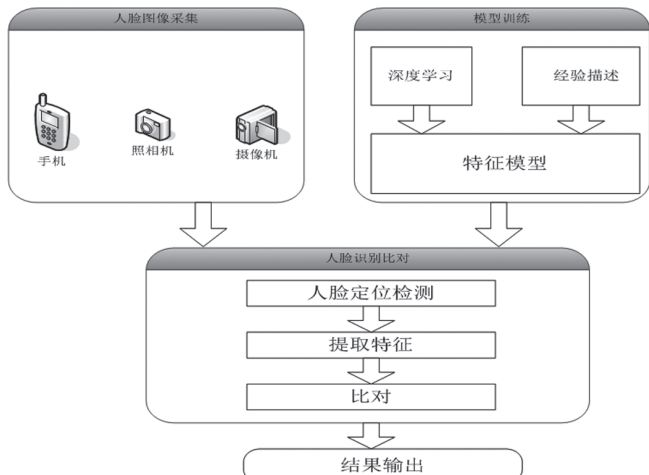 人脸图像采集
手机
照相机
摄像机
模型训练
深度学习
经验描述
特征模型
人脸识别比对
人脸定位检测
提取特征
比对
结果输出